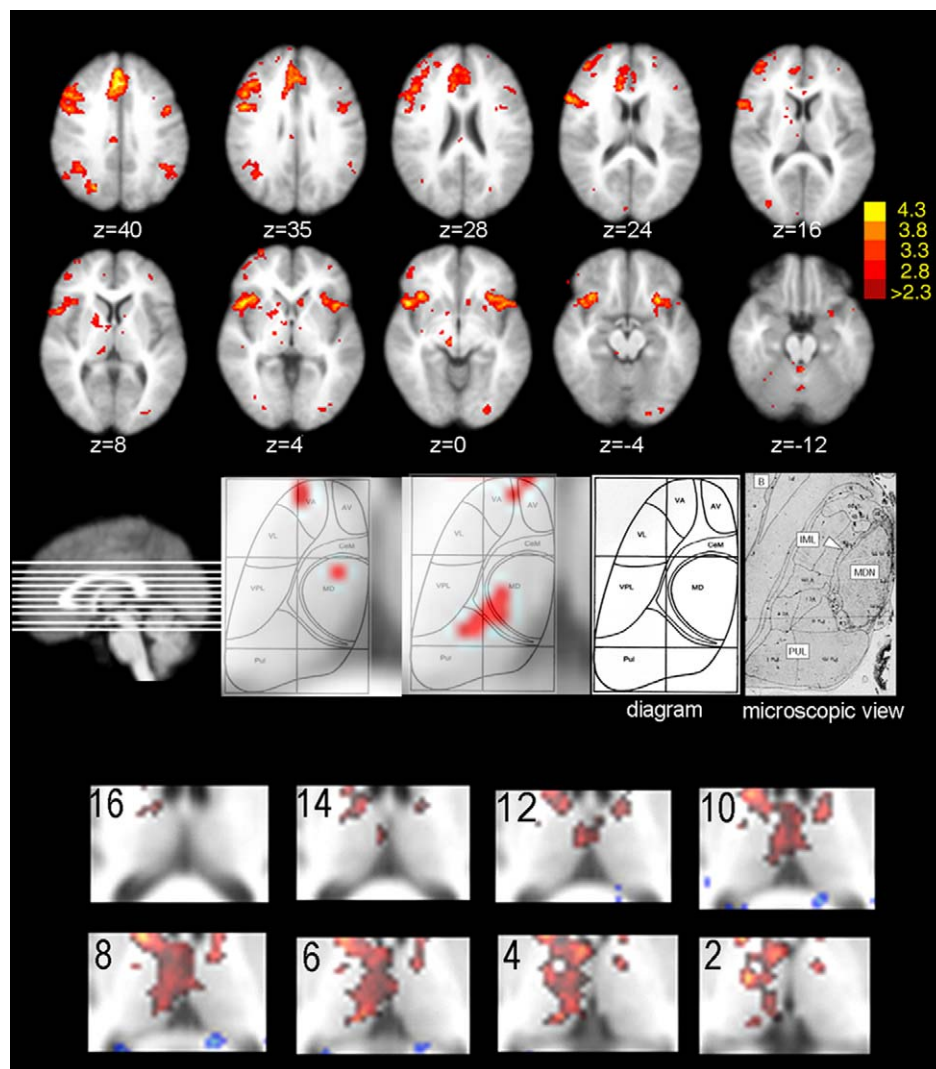 z=40 z=35 z=28 z=24 z=16
4.3
3.8
3.3
2.8
>2.3
z=8 z=4 z=0 z=-4 z=-12
VA
VL
AV
VPL
MD
Pul
VA
AV
VL
CeM
VPL
MD
Pul
VA
AV
VL
CeM
VPL
MD
Pul
B
IML
MDN
PUL
diagram microscopic view
16 14 12 10
8 6 4 2